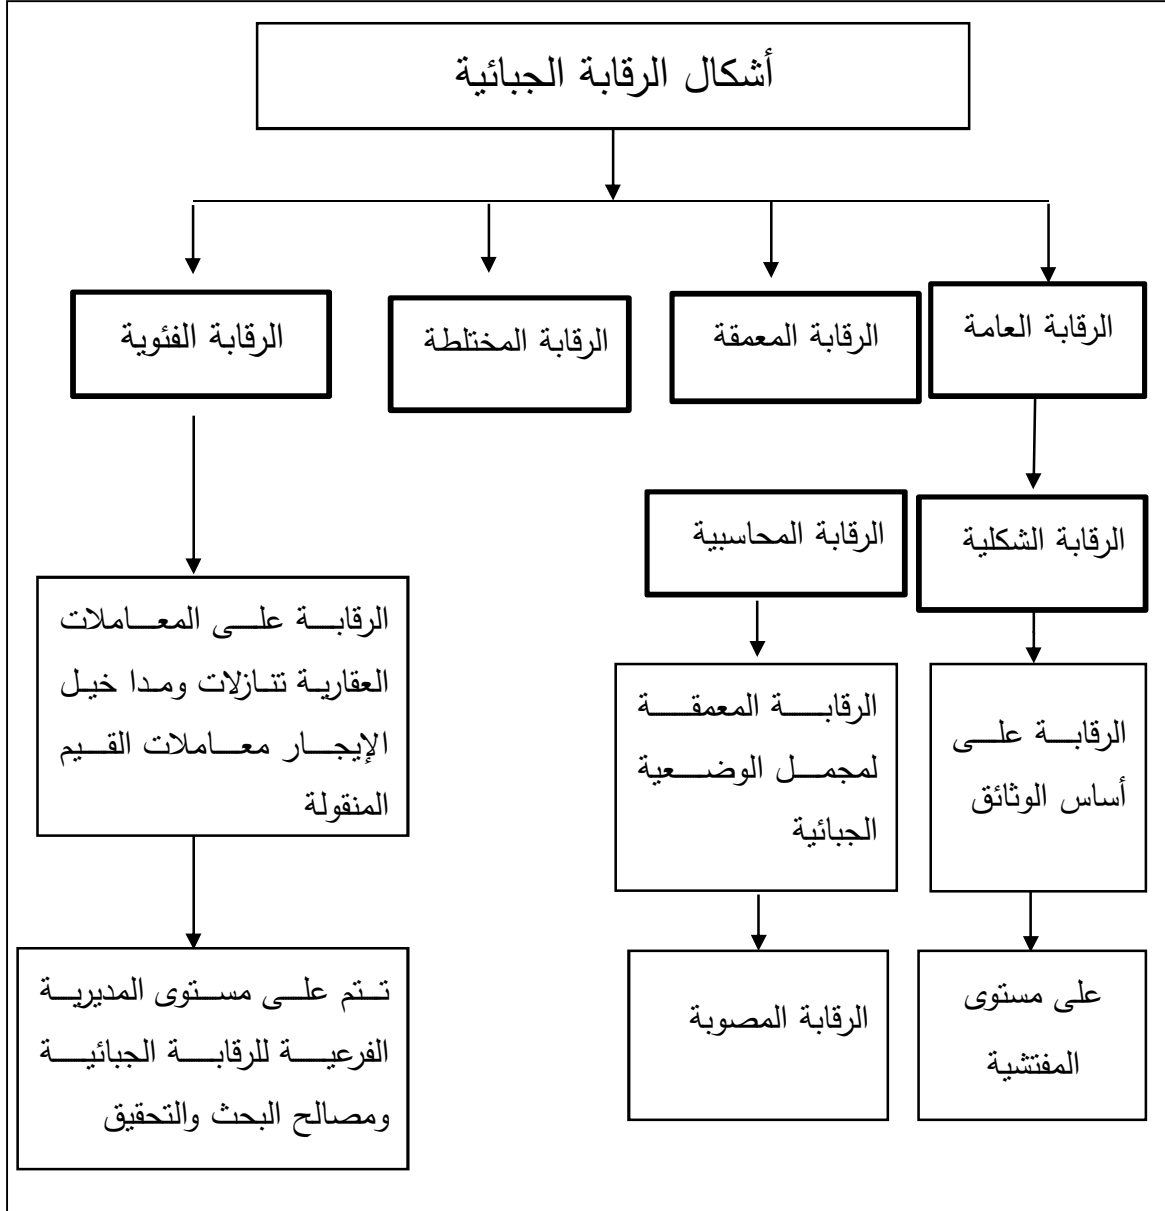 أشكال الرقابة الجبائية
الرقابة العامة
الرقابة المعمقة
الرقابة المختلطة
الرقابة الفئوية
الرقابة الشكلية
الرقابة المحاسبية
الرقابة على
أساس الوثائق
الرقابة المعمقة
لمجمل الوضعية
الجبائية
الرقابة على المعاملات
العقارية تنازلات ومدا خيل
الإيجار معاملات القيم
المنقولة
على مستوى
المفتشية
الرقابة المصوبة
تتم على مستوى المديرية
الفرعية للرقابة الجبائية
ومصالح البحث والتحقيق